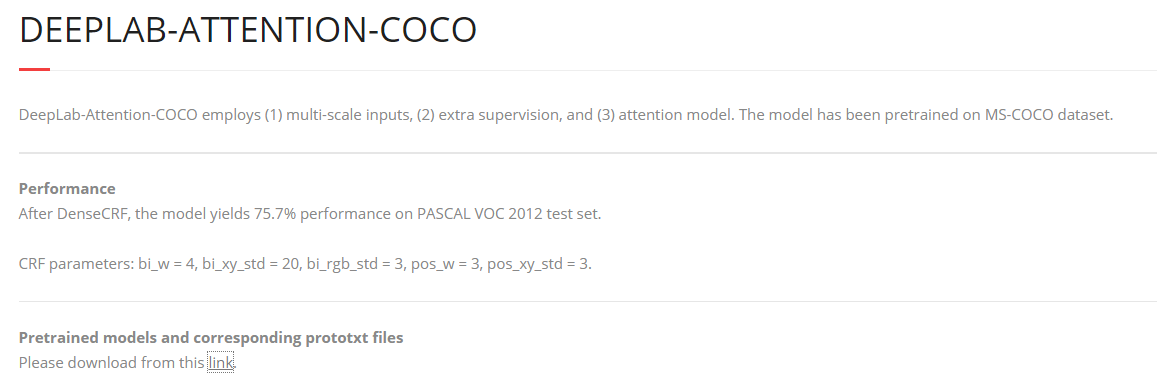 DEEPLAB-ATTENTION-COCO
DeepLab-Attention-COCO employs (1) multi-scale inputs, (2) extra supervision, and (3) attention model. The model has been pretrained on MS-COCO dataset.
Performance
After DenseCRF, the model yields 75.7% performance on PASCAL VOC 2012 test set.
CRF parameters: bi_w = 4, bi_xy_std = 20, bi_rgb_std = 3, pos_w = 3, pos_xy_std = 3.
Pretrained models and corresponding prototxt files
Please download from this link.